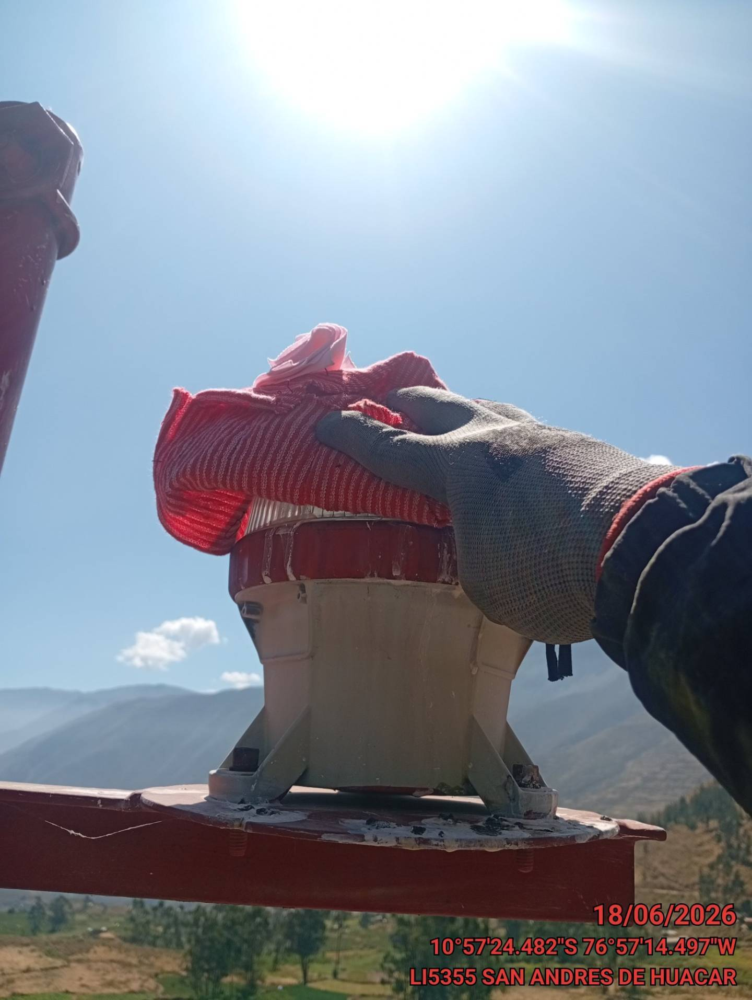 18/06/2026
10°57'24.482"S 76°57'14.497"W
LI5355 SAN ANDRES DE HUACAR